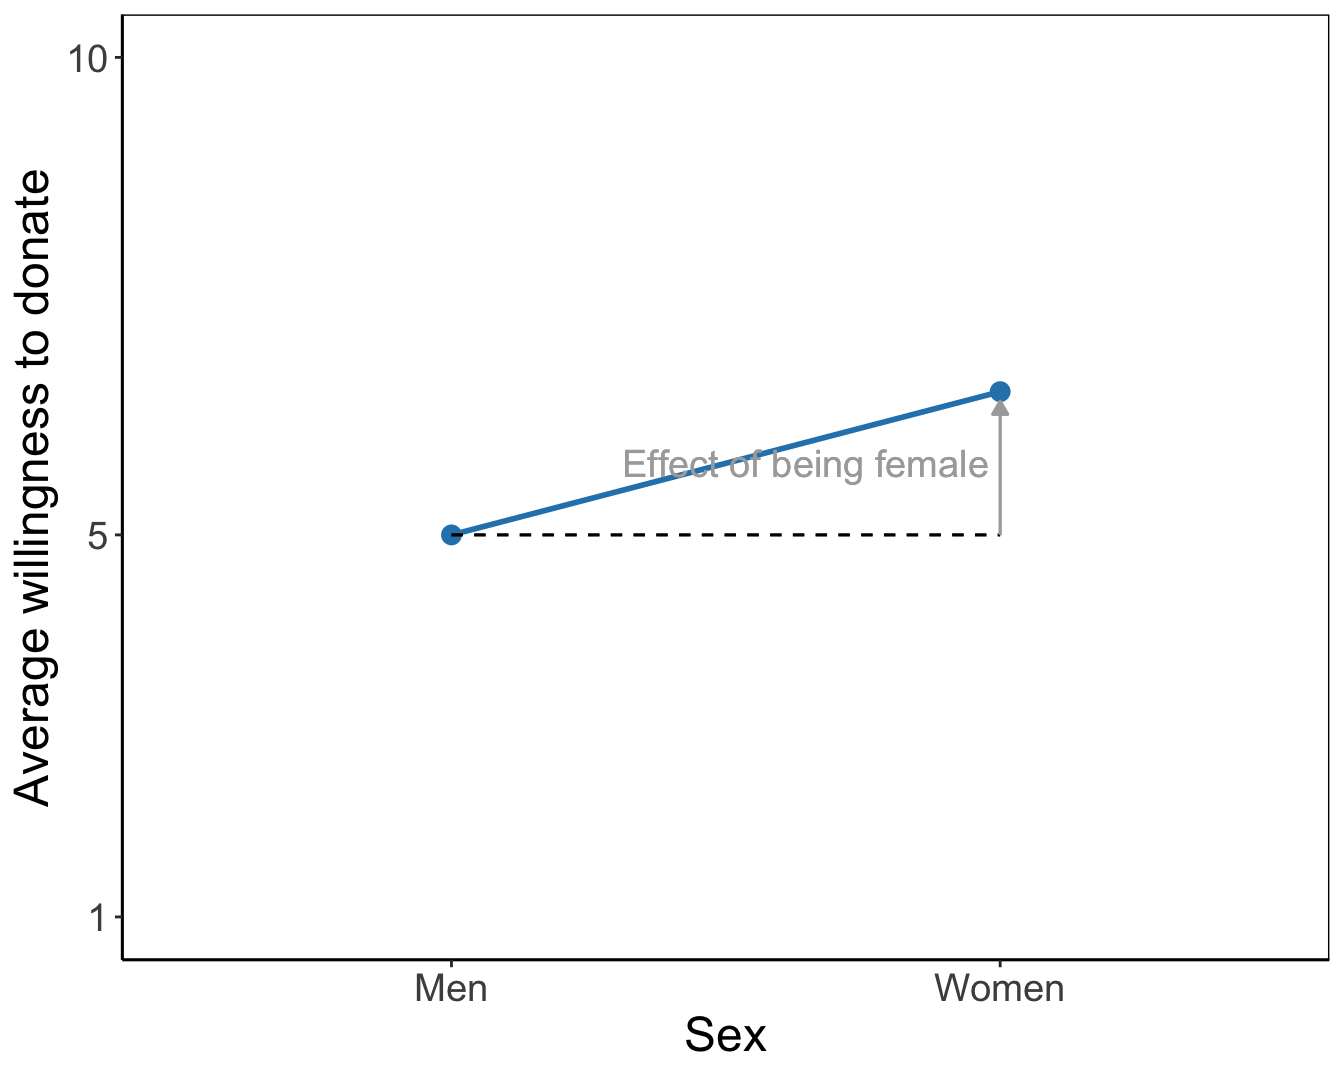 Average willingness to donate
10
5
1
Effect of being female
Men
Women
Sex